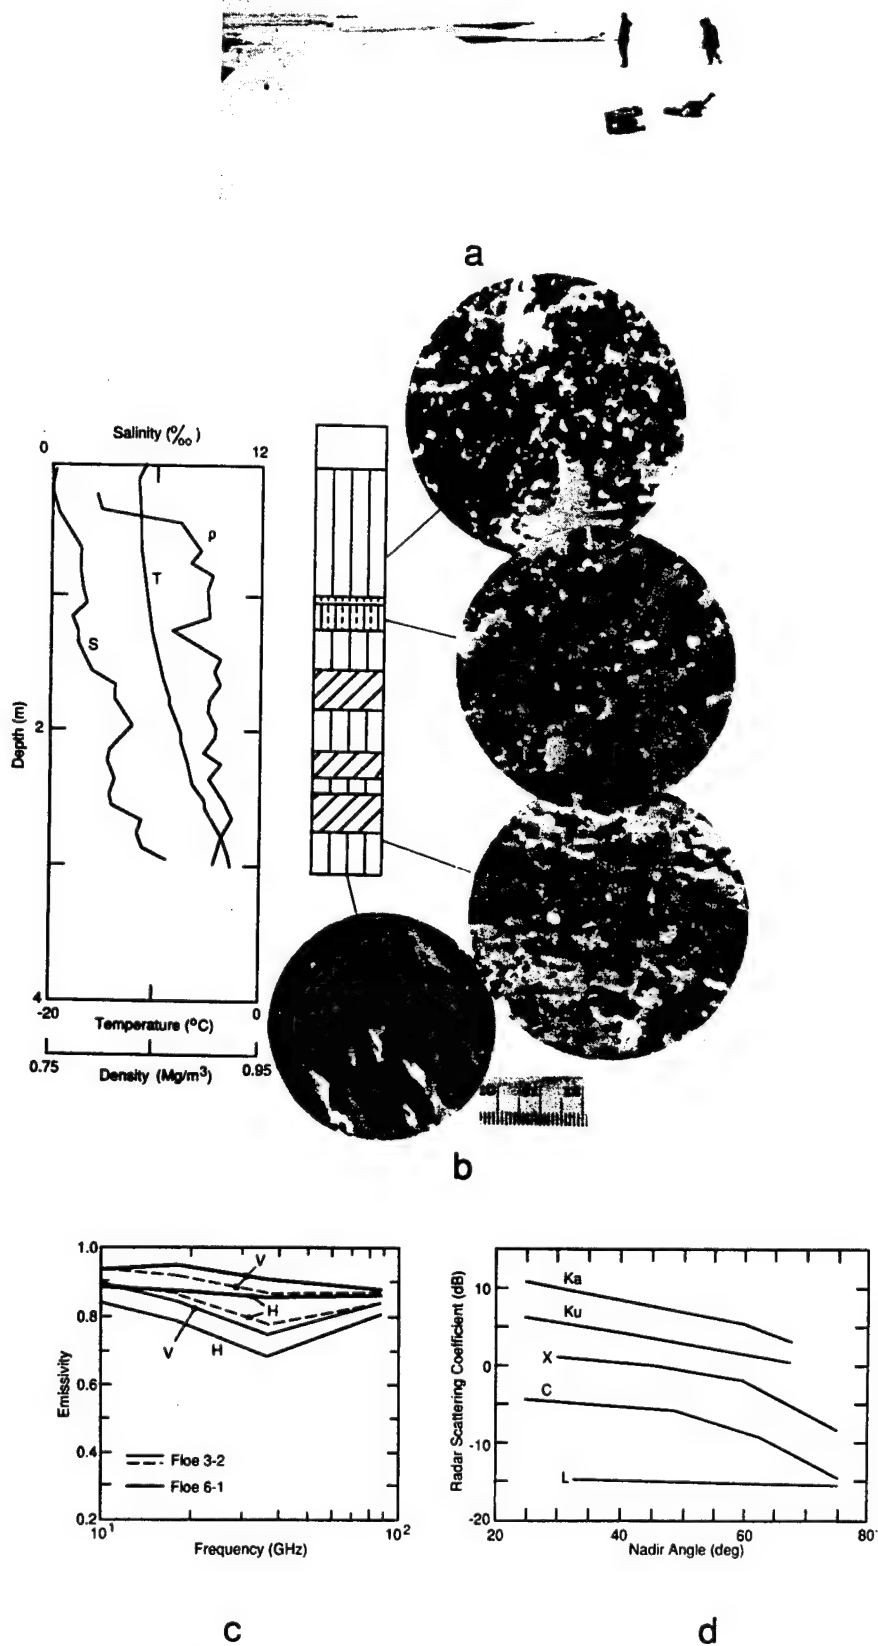 a
Salinity (‰)
0
12
ρ
T
S
Depth (m)
2
4
-20
0
Temperature (°C)
0.75
0.95
Density (Mg/m³)
b
1.0
0.8
0.6
0.4
0.2
Emissivity
V
H
V
H
Floe 3-2
Floe 6-1
10¹
10²
Frequency (GHz)
c
10
0
-10
-20
Radar Scattering Coefficient (dB)
Ka
Ku
X
C
L
20
40
60
80
Nadir Angle (deg)
d